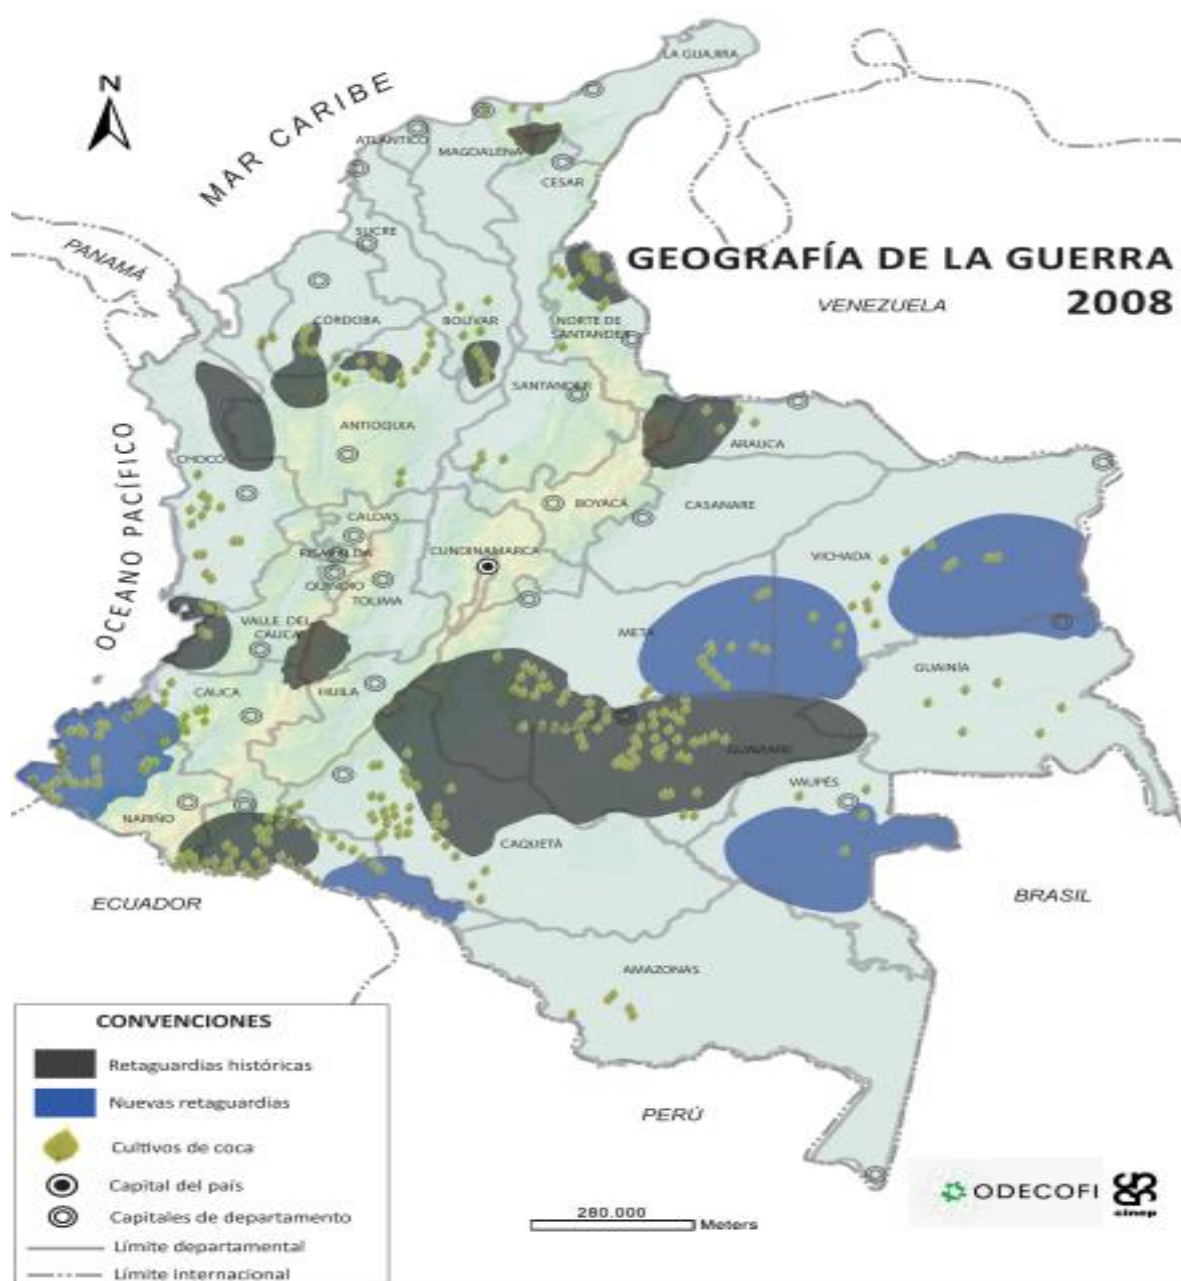 LA GUAJIRA
N
MAR CARIBE
ATLÁNTICO
MAGDALENA
CESAR
SUCRE
PANAMÁ
GEOGRAFÍA DE LA GUERRA
2008
VENEZUELA
CÓRDOBA
BOLÍVAR
NORTE DE
SANTANDER
SANTANDER
ANTIOQUIA
ARAUCA
CHOCÓ
OCEANO PACÍFICO
BOYACÁ
CASANARE
CALDAS
RISARALDA
CUNDINAMARCA
VICHADA
QUINDIO
TOLIMA
VALLE DEL
CAUCA
META
GUAINÍA
CAUCA
HUILA
GUAVIARE
VAUPÉS
NARIÑO
CAQUETÁ
ECUADOR
BRASIL
AMAZONAS
PERÚ
CONVENCIONES
Retaguardias históricas
Nuevas retaguardias
Cultivos de coca
Capital del país
Capitales de departamento
Límite departamental
Límite internacional
280.000
Meters
ODECOFI
cinep